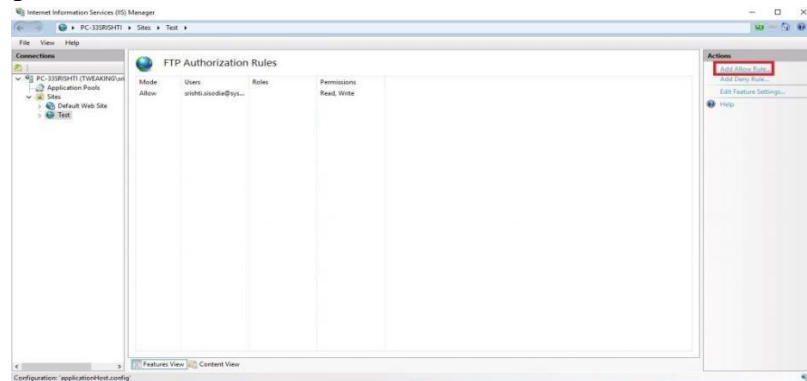 Internet Information Services (IIS) Manager
PC-33SRISHTI ▸ Sites ▸ Test ▸
File View Help
Connections
PC-33SRISHTI (TWEAKING\sri
Application Pools
Sites
Default Web Site
Test
FTP Authorization Rules
Mode Users Roles Permissions
Allow srishti.sisodia@sys... Read, Write
Features View Content View
Actions
Add Allow Rule...
Add Deny Rule...
Edit Feature Settings...
Help
Configuration: 'applicationHost.config'